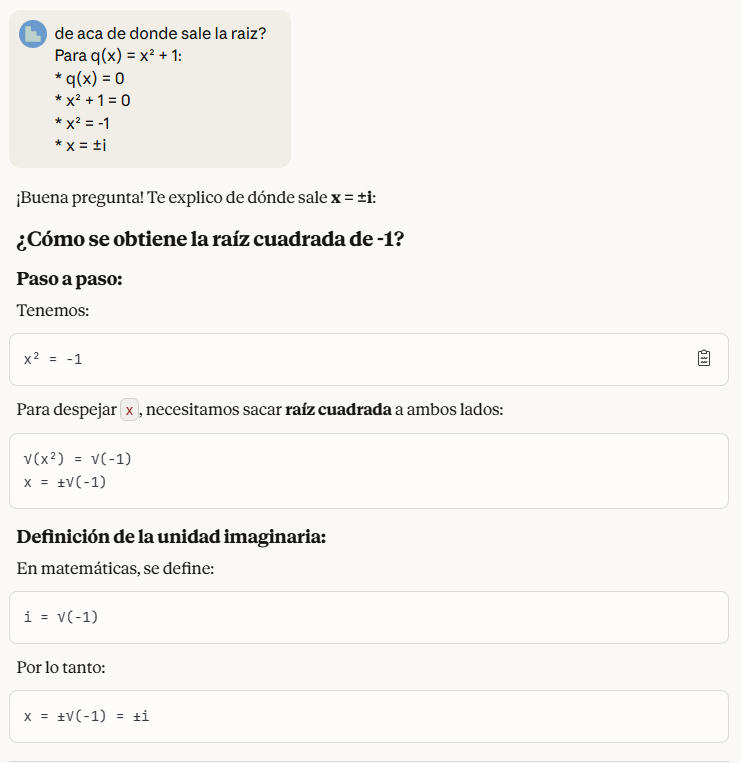 de aca de donde sale la raiz?
Para q(x) = x² + 1:
* q(x) = 0
* x² + 1 = 0
* x² = -1
* x = ±i
¡Buena pregunta! Te explico de dónde sale x = ±i:
¿Cómo se obtiene la raíz cuadrada de -1?
Paso a paso:
Tenemos:
x² = -1
Para despejar x, necesitamos sacar raíz cuadrada a ambos lados:
√(x²) = √(-1)
x = ±√(-1)
Definición de la unidad imaginaria:
En matemáticas, se define:
i = √(-1)
Por lo tanto:
x = ±√(-1) = ±i